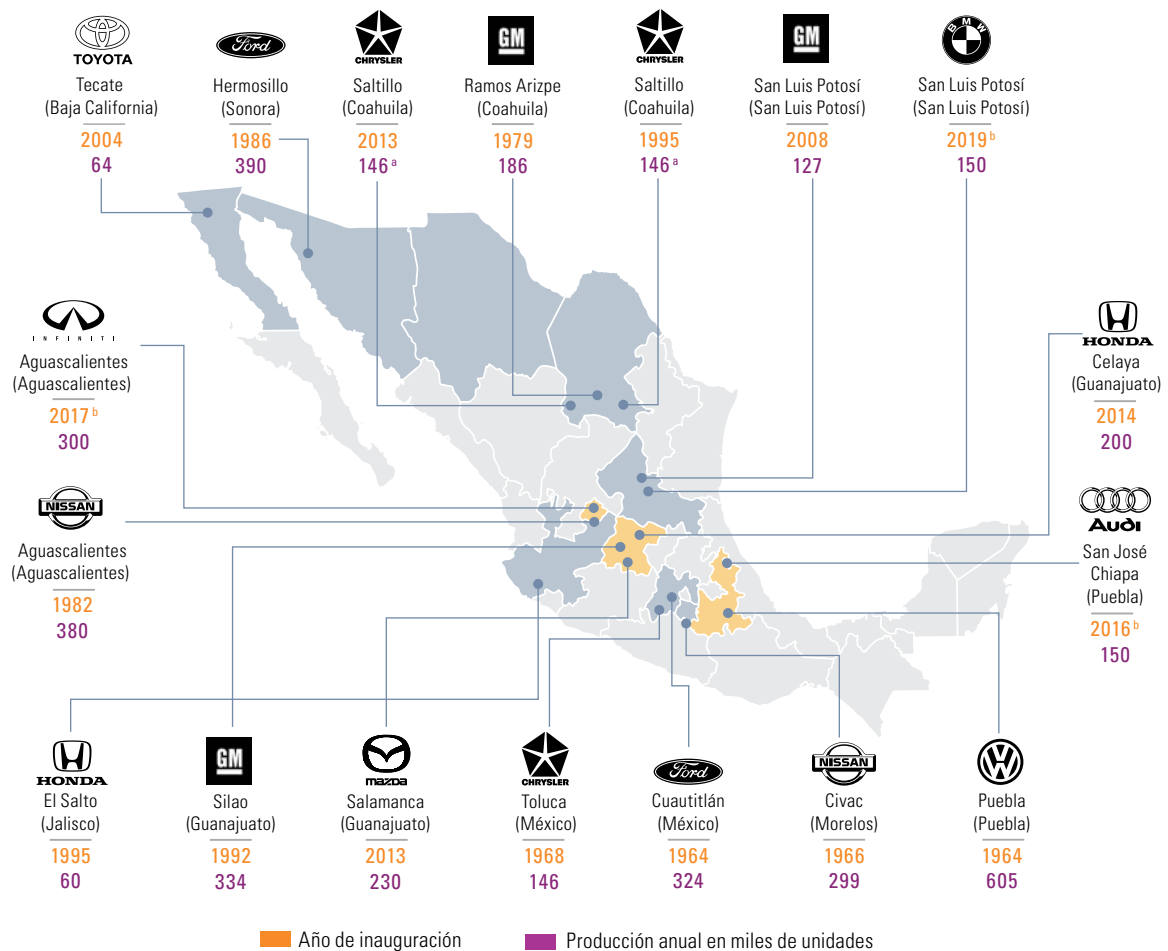 TOYOTA
Tecate
(Baja California)
2004
64
Ford
Hermosillo
(Sonora)
1986
390
CHRYSLER
Saltillo
(Coahuila)
2013
146 a
GM
Ramos Arizpe
(Coahuila)
1979
186
CHRYSLER
Saltillo
(Coahuila)
1995
146 a
GM
San Luis Potosí
(San Luis Potosí)
2008
127
BMW
San Luis Potosí
(San Luis Potosí)
2019 b
150
INFINITI
Aguascalientes
(Aguascalientes)
2017 b
300
NISSAN
Aguascalientes
(Aguascalientes)
1982
380
HONDA
Celaya
(Guanajuato)
2014
200
Audi
San José
Chiapa
(Puebla)
2016 b
150
HONDA
El Salto
(Jalisco)
1995
60
GM
Silao
(Guanajuato)
1992
334
mazda
Salamanca
(Guanajuato)
2013
230
CHRYSLER
Toluca
(México)
1968
146
Ford
Cuautitlán
(México)
1964
324
NISSAN
Civac
(Morelos)
1966
299
VW
Puebla
(Puebla)
1964
605
Año de inauguración
Producción anual en miles de unidades